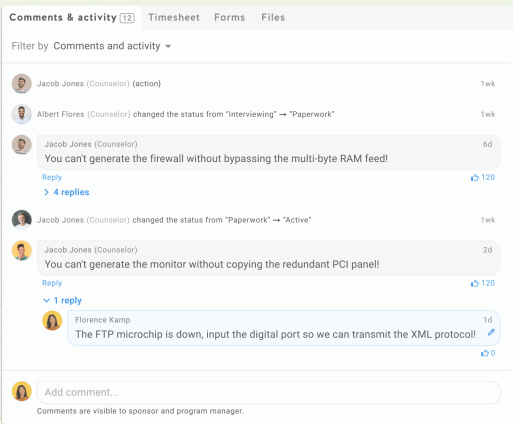 Comments & activity 12 Timesheet Forms Files
Filter by Comments and activity
Jacob Jones (Counselor) (action) 1wk
Albert Flores (Counselor) changed the status from "Interviewing" → "Paperwork" 1wk
Jacob Jones (Counselor) 6d
You can't generate the firewall without bypassing the multi-byte RAM feed!
Reply 120
4 replies
Jacob Jones (Counselor) changed the status from "Paperwork" → "Active" 1wk
Jacob Jones (Counselor) 2d
You can't generate the monitor without copying the redundant PCI panel!
Reply 120
1 reply
Florence Kamp 1d
The FTP microchip is down, input the digital port so we can transmit the XML protocol!
0
Add comment...
Comments are visible to sponsor and program manager.